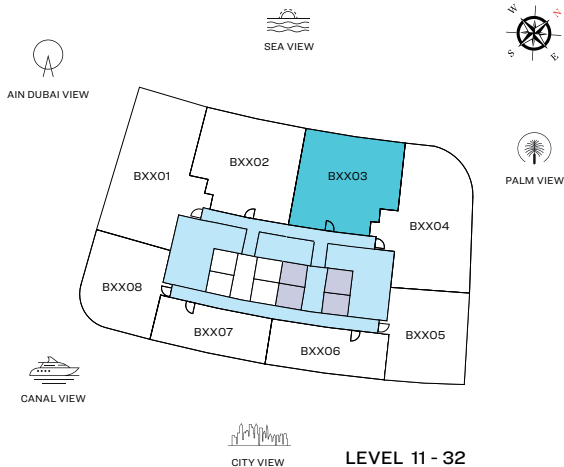 SEA VIEW
W
N
S
E
AIN DUBAI VIEW
PALM VIEW
BXX01
BXX02
BXX03
BXX04
BXX08
BXX07
BXX06
BXX05
CANAL VIEW
CITY VIEW
LEVEL 11 - 32